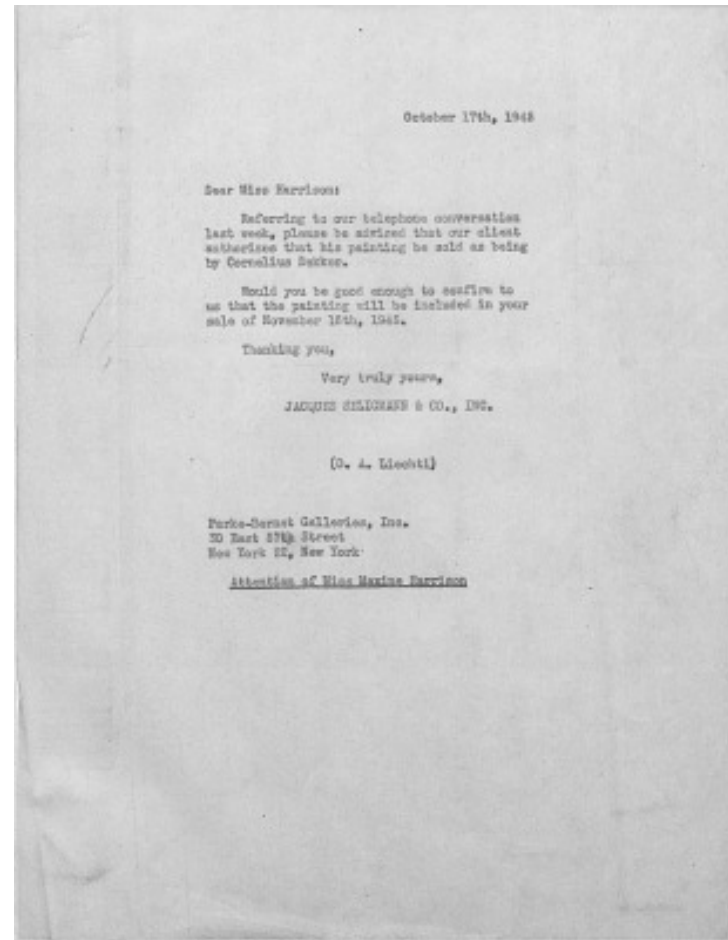 October 17th, 1945
Dear Miss Harrison:
Referring to our telephone conversation
last week, please be advised that our client
authorizes that his painting be sold as being
by Cornelius Dekker.
Would you be good enough to confirm to
us that the painting will be included in your
sale of November 15th, 1945.
Thanking you,
Very truly yours,
JACQUES SELIGMANN & CO., INC.
(O. A. Liechti)
Parke-Bernet Galleries, Inc.
30 East 57th Street
New York 22, New York
Attention of Miss Maxine Harrison